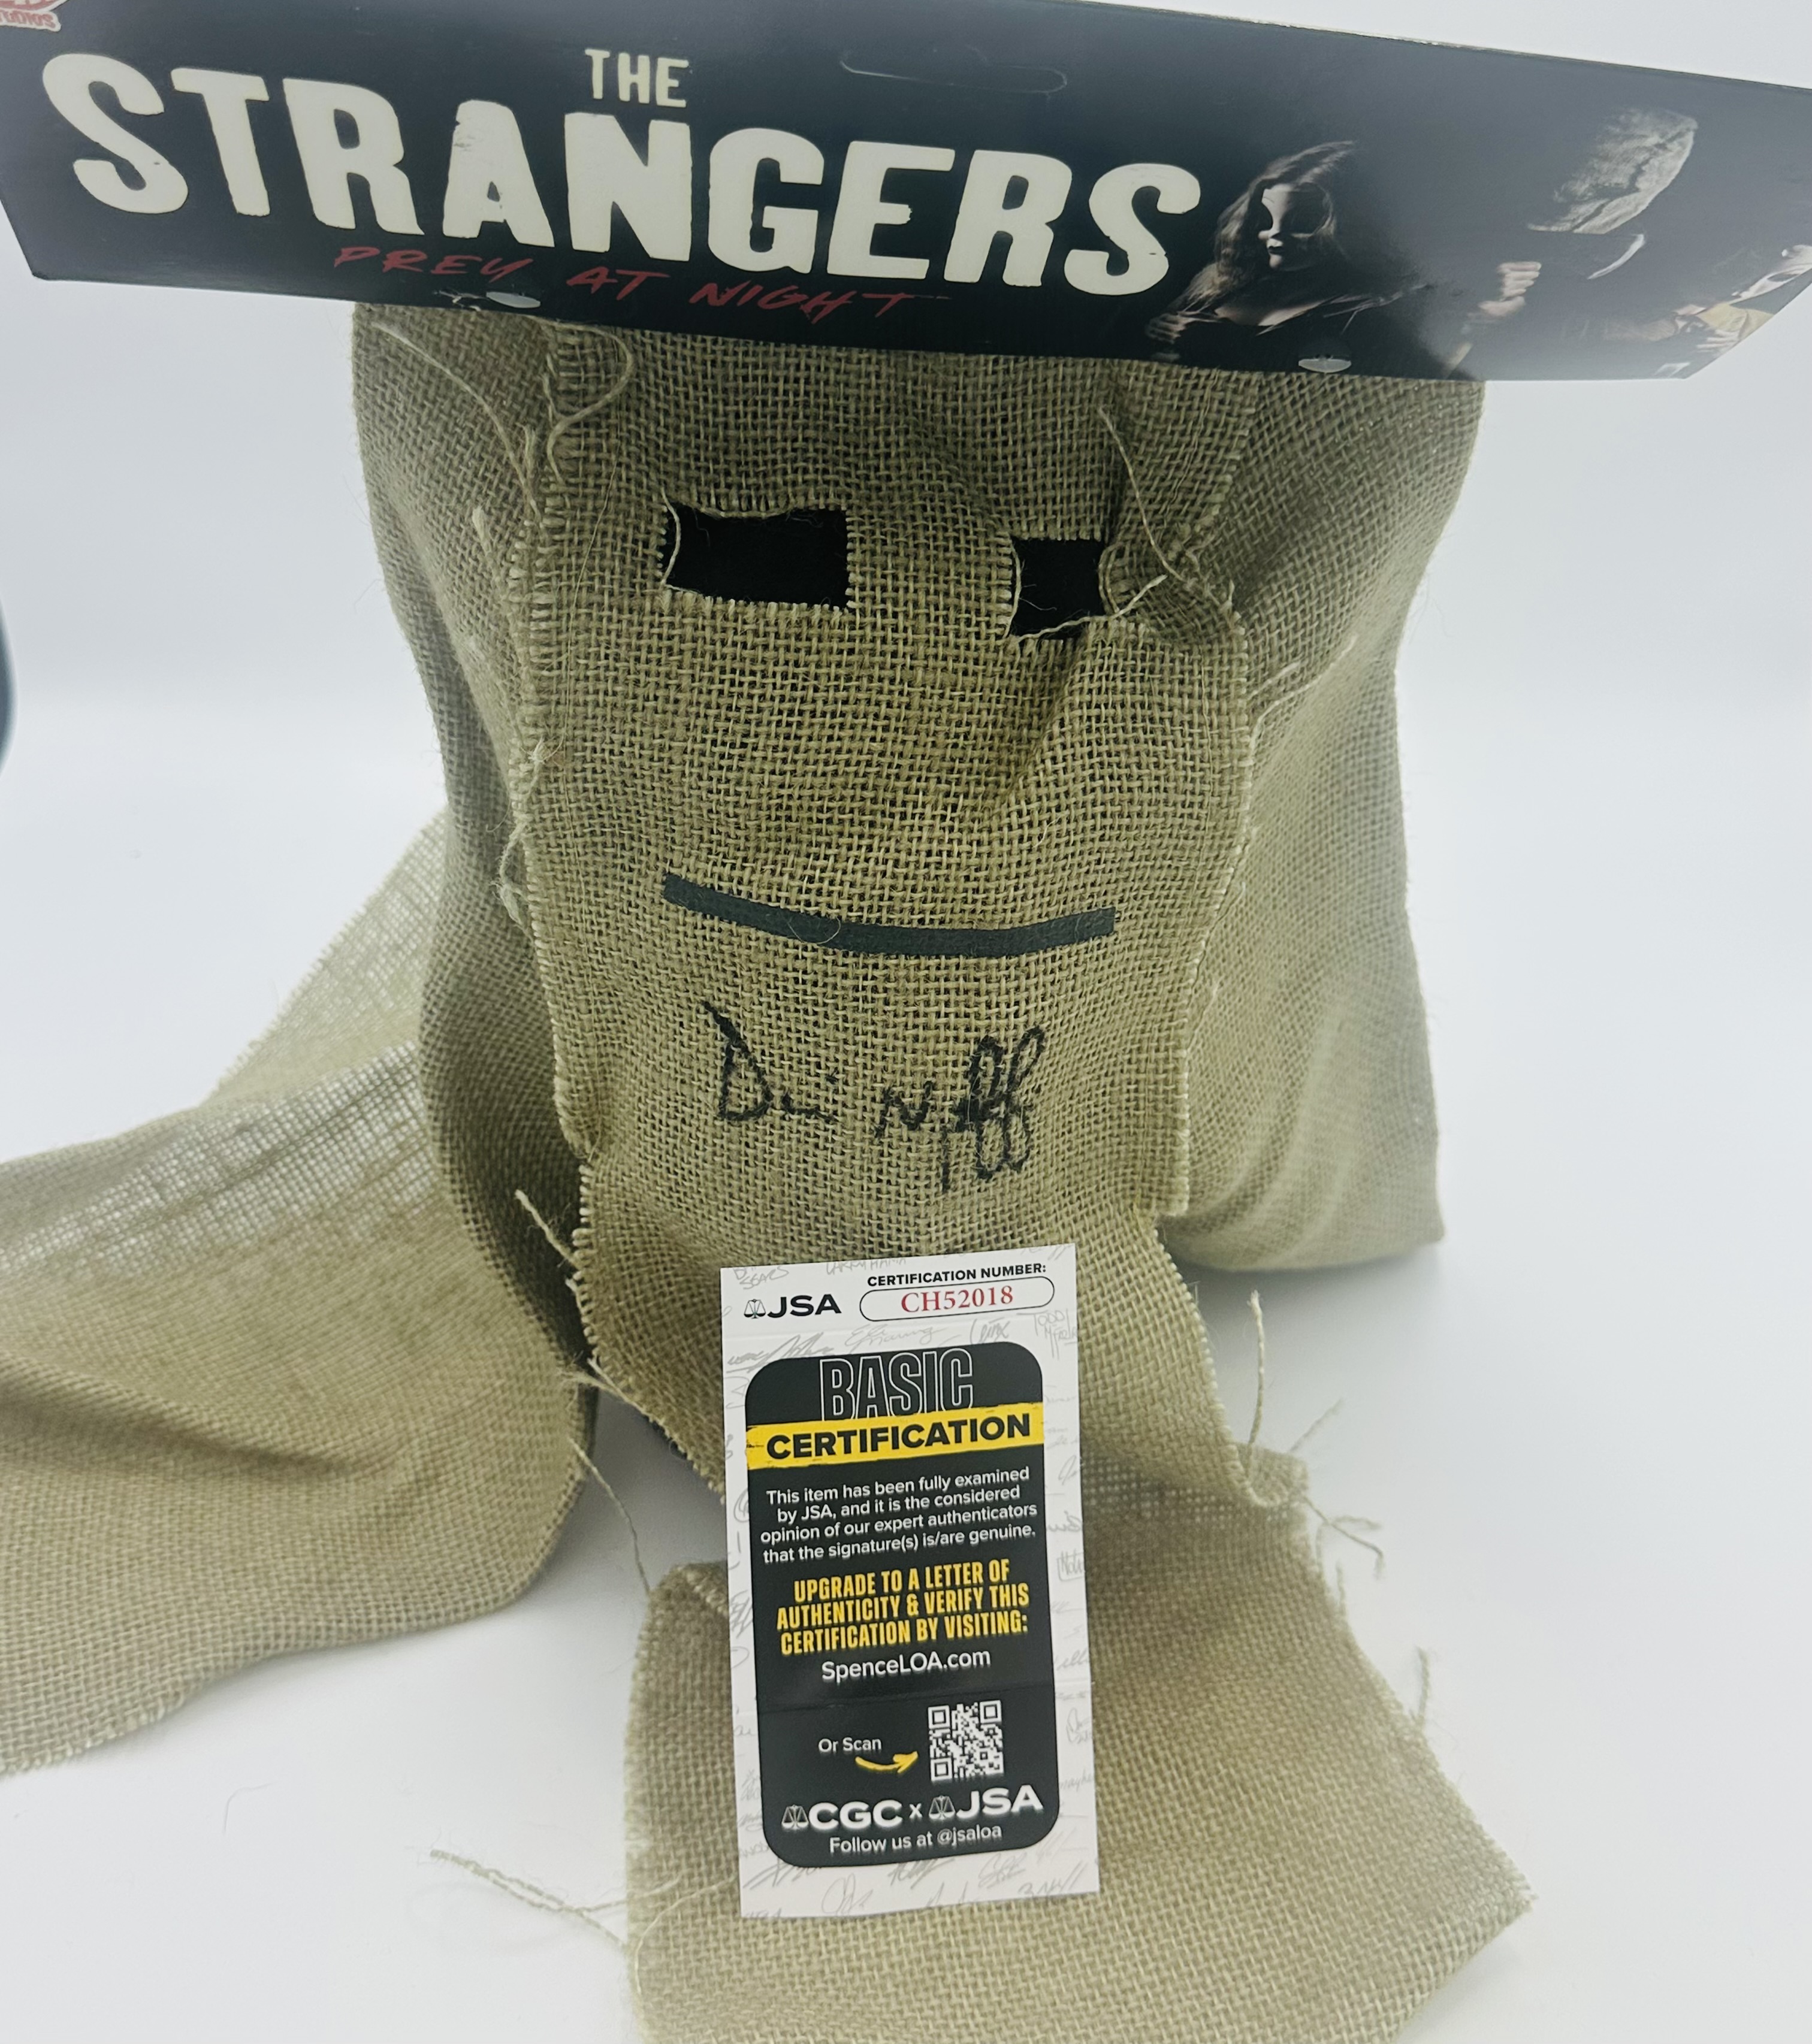 THE
STRANGERS
PREY AT NIGHT
JSA
CERTIFICATION NUMBER:
CH52018
BASIC
CERTIFICATION
This item has been fully examined
by JSA, and it is the considered
opinion of our expert authenticators
that the signature(s) is/are genuine.
UPGRADE TO A LETTER OF
AUTHENTICITY & VERIFY THIS
CERTIFICATION BY VISITING:
SpenceLOA.com
Or Scan
CGC x JSA
Follow us at @jsaloa